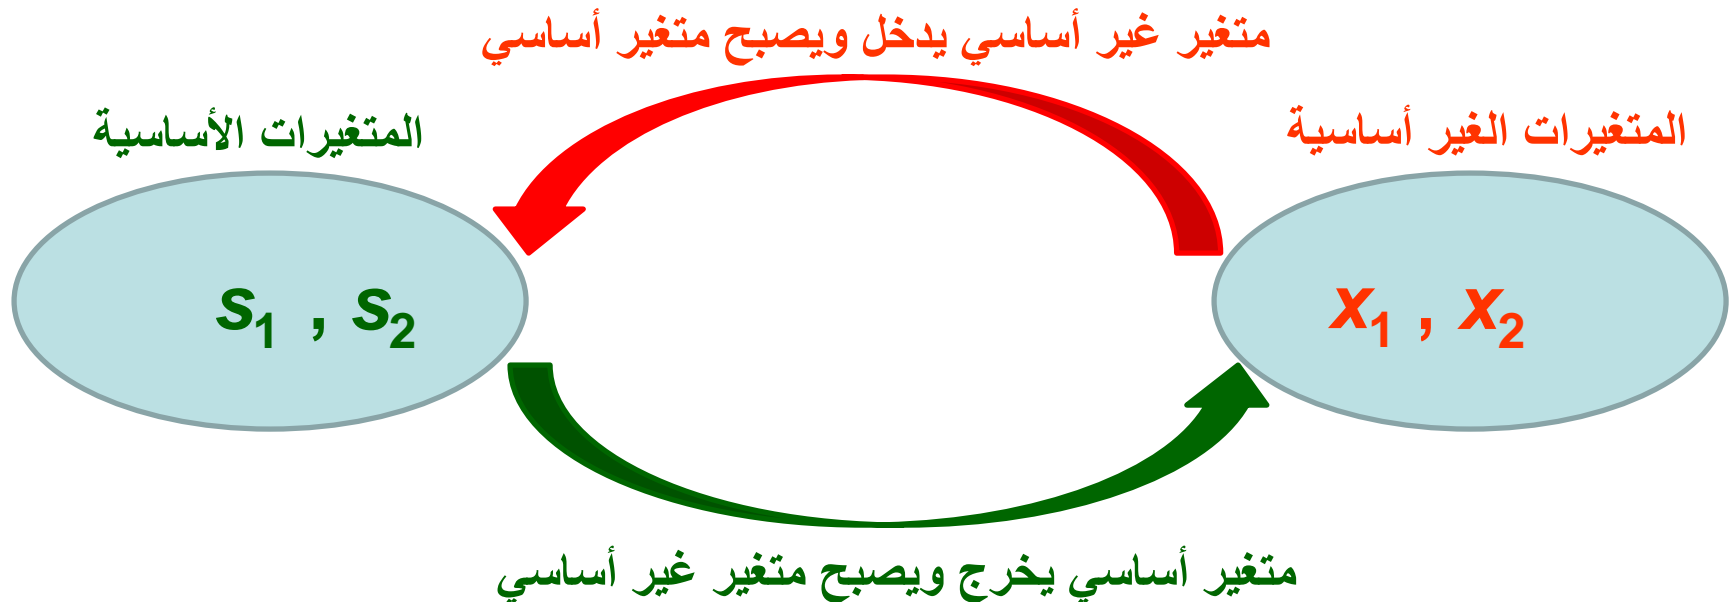 متغير غير أساسي يدخل ويصبح متغير أساسي
المتغيرات الغير أساسية
المتغيرات الأساسية
x₁ , x₂
s₁ , s₂
متغير أساسي يخرج ويصبح متغير غير أساسي